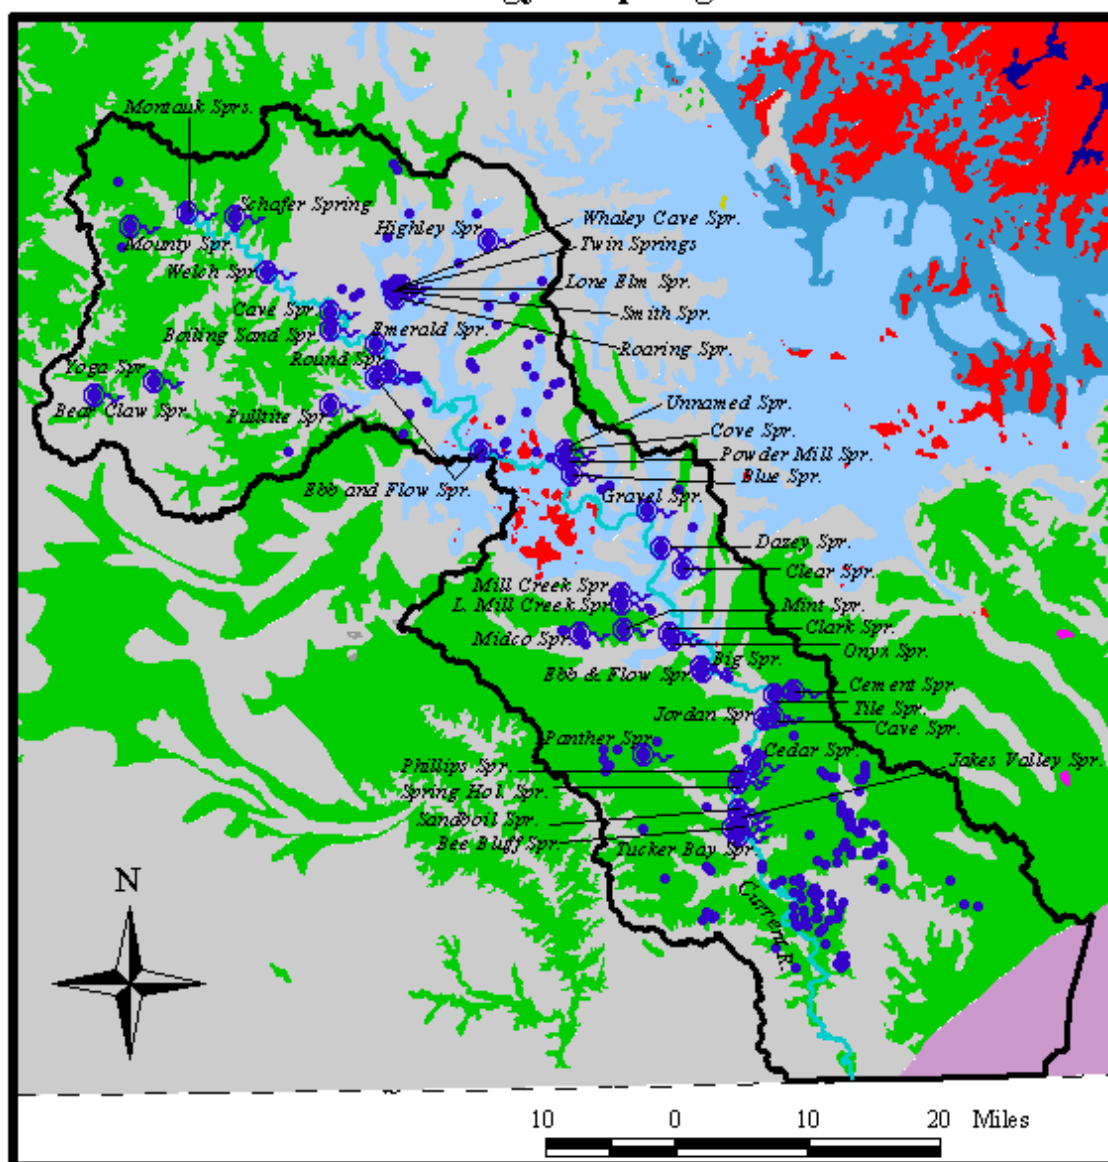 Montauk Sprs.
Schafer Spring
Highley Spr.
Whaley Cave Spr.
Mounty Spr.
Twin Springs
Welch Spr.
Lone Elm Spr.
Cave Spr.
Smith Spr.
Boiling Sand Spr.
Emerald Spr.
Roaring Spr.
Round Spr.
Yoga Spr.
Bear Claw Spr.
Pulltite Spr.
Unnamed Spr.
Cove Spr.
Powder Mill Spr.
Blue Spr.
Ebb and Flow Spr.
Gravel Spr.
Dazey Spr.
Clear Spr.
Mill Creek Spr.
L. Mill Creek Spr.
Mint Spr.
Midco Spr.
Clark Spr.
Onyx Spr.
Big Spr.
Ebb & Flow Spr.
Cement Spr.
Tile Spr.
Jordan Spr.
Cave Spr.
Panther Spr.
Cedar Spr.
Jakes Valley Spr.
Phillips Spr.
Spring Hol. Spr.
Sandboil Spr.
Bee Bluff Spr.
Tucker Bay Spr.
Current R.
N
10 0 10 20 Miles